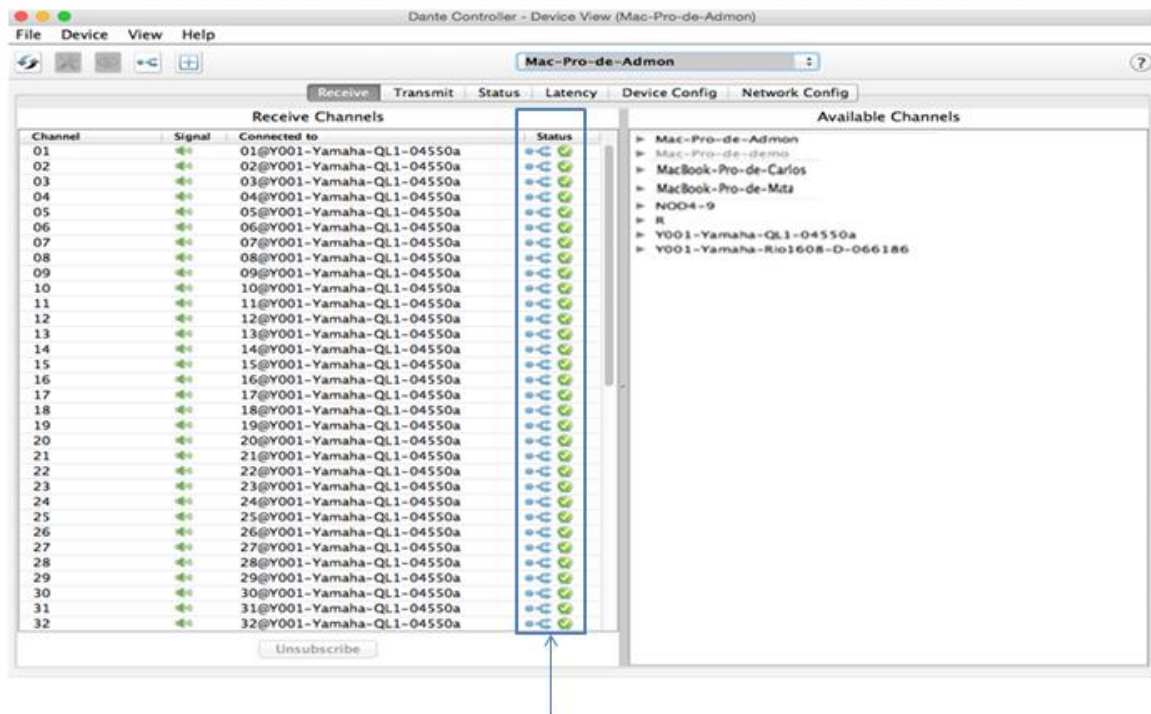 Dante Controller - Device View (Mac-Pro-de-Admon)
File Device View Help
Mac-Pro-de-Admon
?
Receive Transmit Status Latency Device Config Network Config
Receive Channels
Channel Signal Connected to Status
01 01@Y001-Yamaha-QL1-04550a
02 02@Y001-Yamaha-QL1-04550a
03 03@Y001-Yamaha-QL1-04550a
04 04@Y001-Yamaha-QL1-04550a
05 05@Y001-Yamaha-QL1-04550a
06 06@Y001-Yamaha-QL1-04550a
07 07@Y001-Yamaha-QL1-04550a
08 08@Y001-Yamaha-QL1-04550a
09 09@Y001-Yamaha-QL1-04550a
10 10@Y001-Yamaha-QL1-04550a
11 11@Y001-Yamaha-QL1-04550a
12 12@Y001-Yamaha-QL1-04550a
13 13@Y001-Yamaha-QL1-04550a
14 14@Y001-Yamaha-QL1-04550a
15 15@Y001-Yamaha-QL1-04550a
16 16@Y001-Yamaha-QL1-04550a
17 17@Y001-Yamaha-QL1-04550a
18 18@Y001-Yamaha-QL1-04550a
19 19@Y001-Yamaha-QL1-04550a
20 20@Y001-Yamaha-QL1-04550a
21 21@Y001-Yamaha-QL1-04550a
22 22@Y001-Yamaha-QL1-04550a
23 23@Y001-Yamaha-QL1-04550a
24 24@Y001-Yamaha-QL1-04550a
25 25@Y001-Yamaha-QL1-04550a
26 26@Y001-Yamaha-QL1-04550a
27 27@Y001-Yamaha-QL1-04550a
28 28@Y001-Yamaha-QL1-04550a
29 29@Y001-Yamaha-QL1-04550a
30 30@Y001-Yamaha-QL1-04550a
31 31@Y001-Yamaha-QL1-04550a
32 32@Y001-Yamaha-QL1-04550a
Unsubscribe
Available Channels
Mac-Pro-de-Admon
Mac-Pro-de-demo
MacBook-Pro-de-Carlos
MacBook-Pro-de-Mita
NOD4-9
R
Y001-Yamaha-QL1-04550a
Y001-Yamaha-Rio1608-D-066186